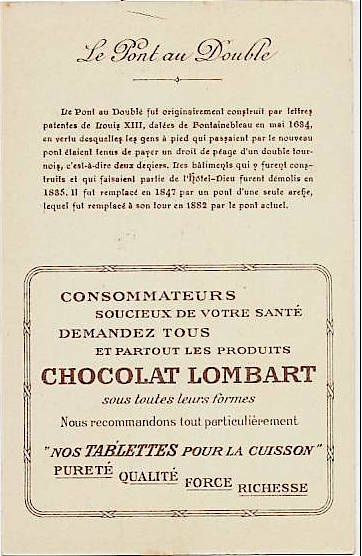 Le Pont au Double
Le Pont au Double fut originairement construit par lettres
patentes de Louis XIII, datées de Fontainebleau en mai 1634,
en vertu desquelles les gens à pied qui passaient par le nouveau
pont étaient tenus de payer un droit de péage d'un double tour-
nois, c'est-à-dire deux deniers. Les bâtiments qui y furent cons-
truits et qui faisaient partie de l'Hôtel-Dieu furent démolis en
1835. Il fut remplacé en 1847 par un pont d'une seule arche,
lequel fut remplacé à son tour en 1882 par le pont actuel.
CONSOMMATEURS
SOUCIEUX DE VOTRE SANTÉ
DEMANDEZ TOUS
ET PARTOUT LES PRODUITS
CHOCOLAT LOMBART
sous toutes leurs formes
Nous recommandons tout particulièrement
"NOS TABLETTES POUR LA CUISSON"
PURETÉ
QUALITÉ
FORCE
RICHESSE